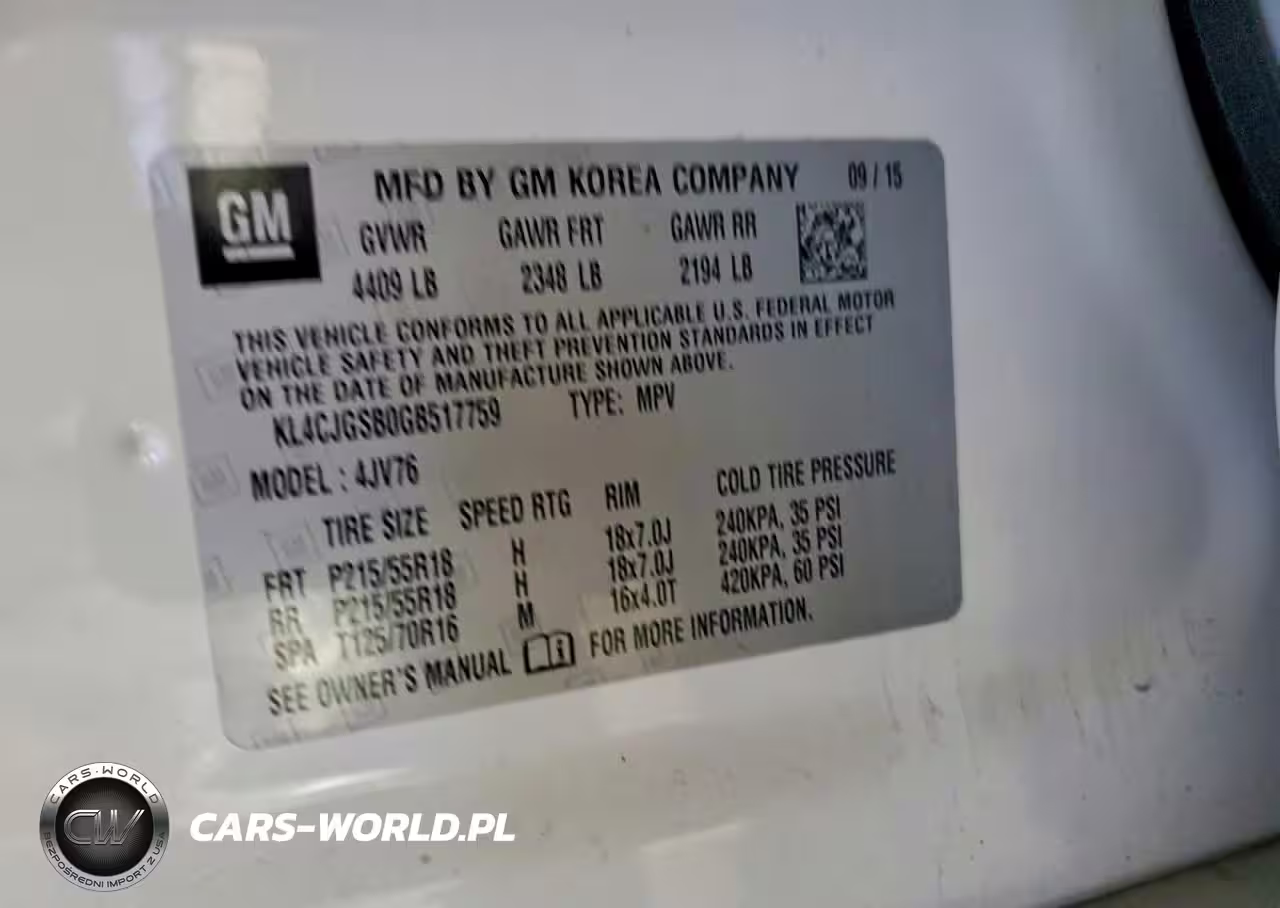 GM
MFD BY GM KOREA COMPANY 09 / 15
GVWR GAWR FRT GAWR RR
4409 LB 2348 LB 2194 LB
THIS VEHICLE CONFORMS TO ALL APPLICABLE U.S. FEDERAL MOTOR
VEHICLE SAFETY AND THEFT PREVENTION STANDARDS IN EFFECT
ON THE DATE OF MANUFACTURE SHOWN ABOVE.
KL4CJGSB0GB517759 TYPE: MPV
MODEL : 4JV76
TIRE SIZE SPEED RTG RIM COLD TIRE PRESSURE
FRT P215/55R18 H 18x7.0J 240KPA, 35 PSI
RR P215/55R18 H 18x7.0J 240KPA, 35 PSI
SPA T125/70R16 M 16x4.0T 420KPA, 60 PSI
SEE OWNER'S MANUAL FOR MORE INFORMATION.
CARS-WORLD
CW
BEZPOŚREDNI IMPORT Z USA
CARS-WORLD.PL